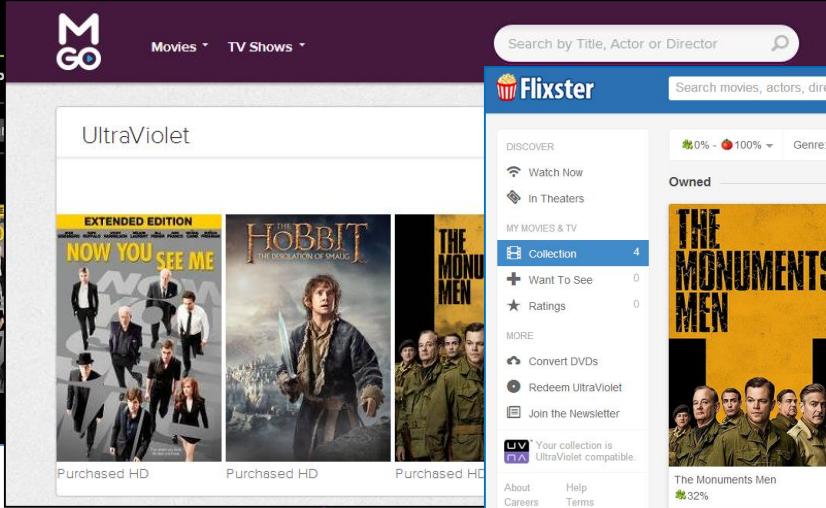 M
GO
Movies
TV Shows
Search by Title, Actor or Director
UltraViolet
EXTENDED EDITION
NOW YOU SEE ME
Purchased HD
THE
HOBBIT
THE DESOLATION OF SMAUG
Purchased HD
THE
MONU
MEN
Purchased HD
Flixster
Search movies, actors, dire
DISCOVER
Watch Now
In Theaters
MY MOVIES & TV
Collection 4
Want To See 0
Ratings 0
MORE
Convert DVDs
Redeem UltraViolet
Join the Newsletter
UV
Your collection is
UltraViolet compatible.
About Help
Careers Terms
0% - 100%
Genre:
Owned
THE
MONUMENTS
MEN
The Monuments Men
32%